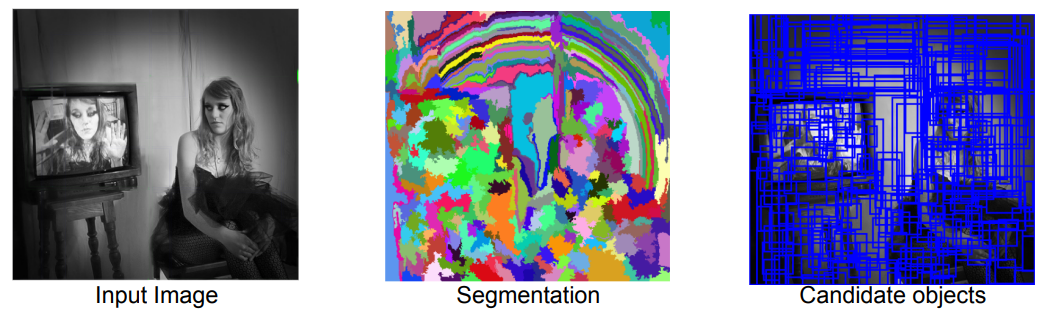 Input Image
Segmentation
Candidate objects